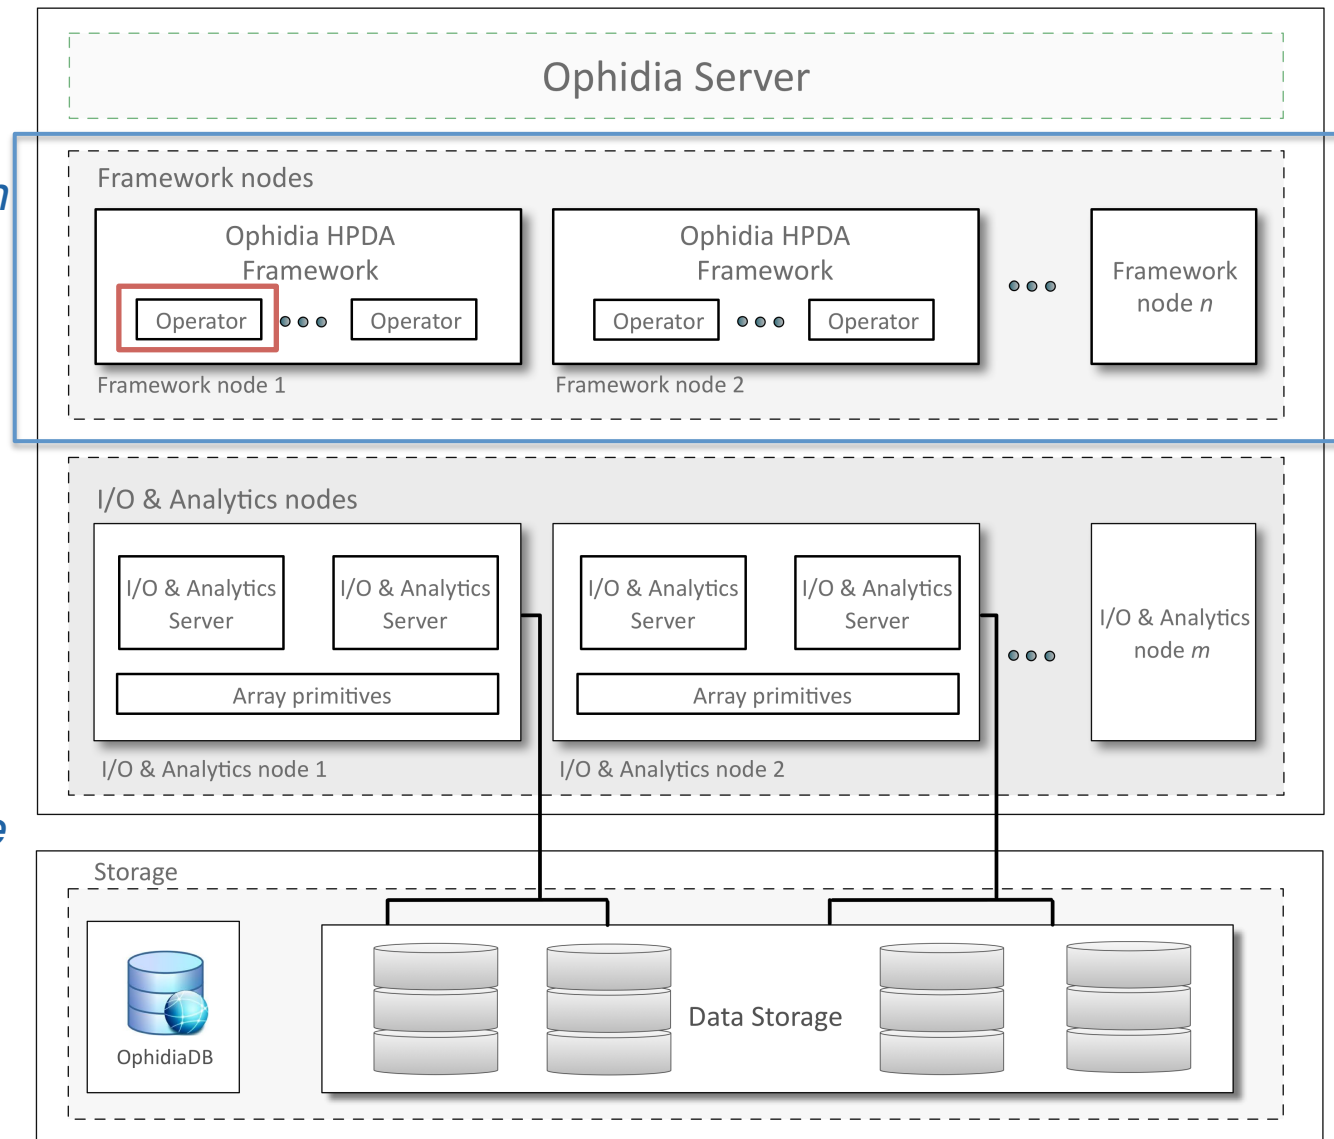 Ophidia Server
Framework nodes
Ophidia HPDA
Framework
Operator
Operator
Framework node 1
Ophidia HPDA
Framework
Operator
Operator
Framework node 2
Framework
node n
I/O & Analytics nodes
I/O & Analytics
Server
I/O & Analytics
Server
Array primitives
I/O & Analytics node 1
I/O & Analytics
Server
I/O & Analytics
Server
Array primitives
I/O & Analytics node 2
I/O & Analytics
node m
Storage
OphidiaDB
Data Storage